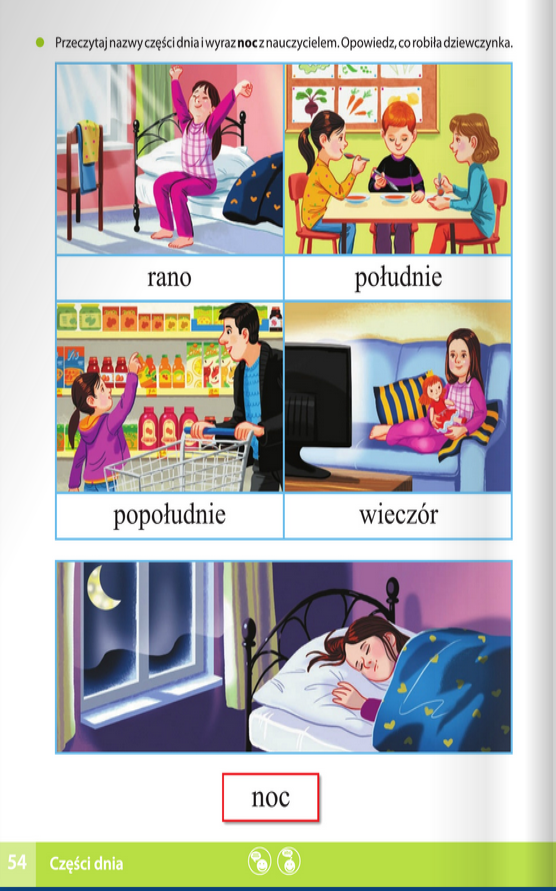 Przeczytaj nazwy części dnia i wyraz noc z nauczycielem. Opowiedz, co robiła dziewczynka.
rano
południe
popołudnie
wieczór
noc
54 Części dnia